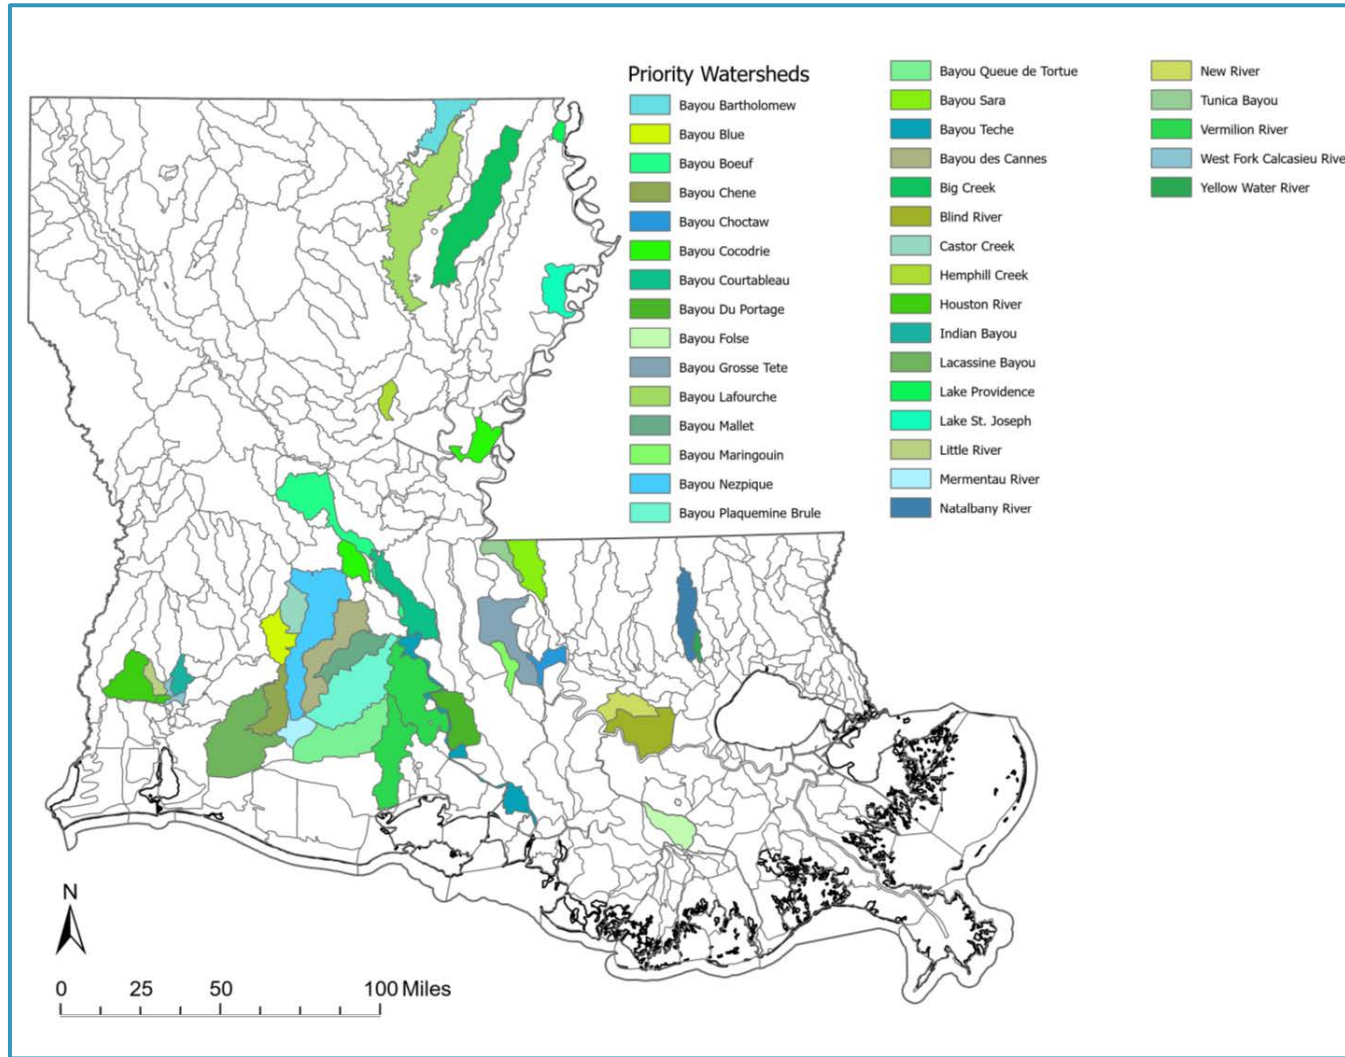 Priority Watersheds
Bayou Bartholomew
Bayou Blue
Bayou Boeuf
Bayou Chene
Bayou Choctaw
Bayou Cocodrie
Bayou Courtableau
Bayou Du Portage
Bayou Folse
Bayou Grosse Tete
Bayou Lafourche
Bayou Mallet
Bayou Maringouin
Bayou Nezpique
Bayou Plaquemine Brule
Bayou Queue de Tortue
Bayou Sara
Bayou Teche
Bayou des Cannes
Big Creek
Blind River
Castor Creek
Hemphill Creek
Houston River
Indian Bayou
Lacassine Bayou
Lake Providence
Lake St. Joseph
Little River
Mermentau River
Natalbany River
New River
Tunica Bayou
Vermilion River
West Fork Calcasieu Rive
Yellow Water River
N
0 25 50 100 Miles